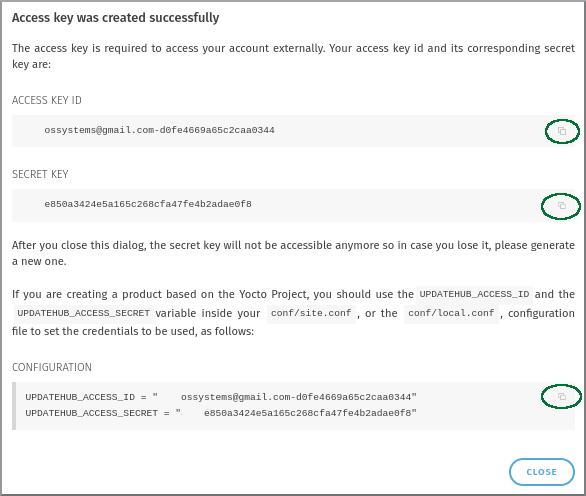 Access key was created successfully
The access key is required to access your account externally. Your access key id and its corresponding secret
key are:
ACCESS KEY ID
ossystems@gmail.com-d0fe4669a65c2caa0344
SECRET KEY
e850a3424e5a165c268cfa47fe4b2adae0f8
After you close this dialog, the secret key will not be accessible anymore so in case you lose it, please generate
a new one.
If you are creating a product based on the Yocto Project, you should use the UPDATEHUB_ACCESS_ID and the
UPDATEHUB_ACCESS_SECRET variable inside your conf/site.conf , or the conf/local.conf , configuration
file to set the credentials to be used, as follows:
CONFIGURATION
UPDATEHUB_ACCESS_ID = " ossystems@gmail.com-d0fe4669a65c2caa0344"
UPDATEHUB_ACCESS_SECRET = " e850a3424e5a165c268cfa47fe4b2adae0f8"
CLOSE